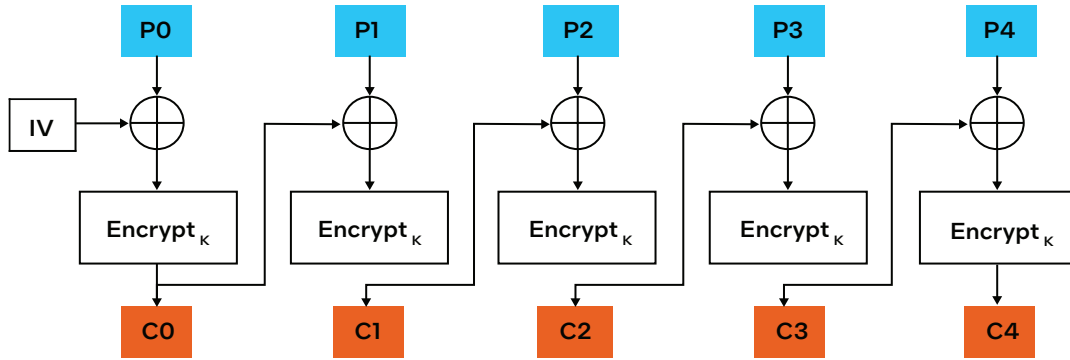 P0 P1 P2 P3 P4
IV
Encrypt K Encrypt K Encrypt K Encrypt K Encrypt K
C0 C1 C2 C3 C4